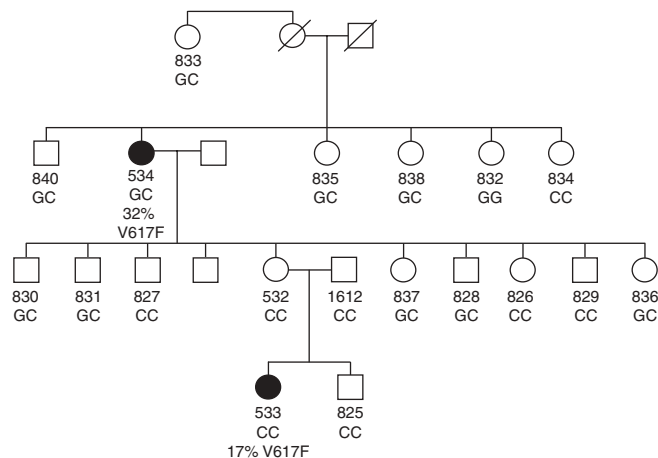 833
GC
840 534 835 838 832 834
GC GC GC GC GG CC
32%
V617F
830 831 827 532 1612 837 828 826 829 836
GC GC CC CC CC GC GC CC CC GC
533 825
CC CC
17% V617F